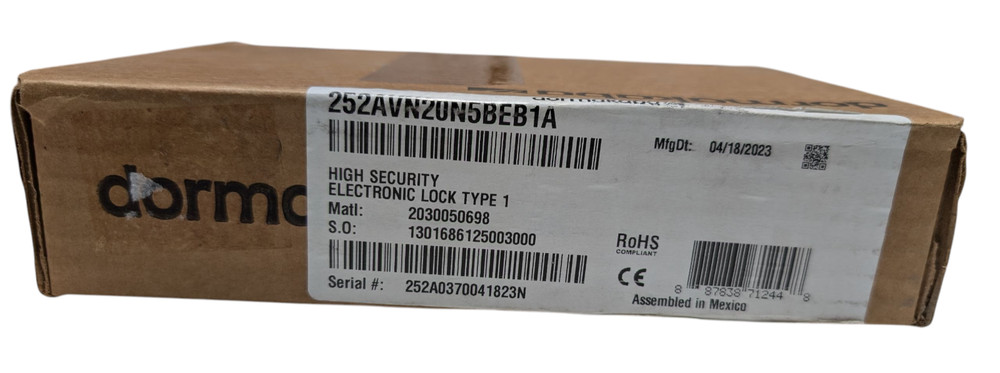 252AVN20N5BEB1A
MfgDt: 04/18/2023
HIGH SECURITY
ELECTRONIC LOCK TYPE 1
Matl: 2030050698
S.O: 1301686125003000
Serial #: 252A0370041823N
RoHS
COMPLIANT
CE
8 87838 71244 8
Assembled in Mexico
dorma
dormakaba